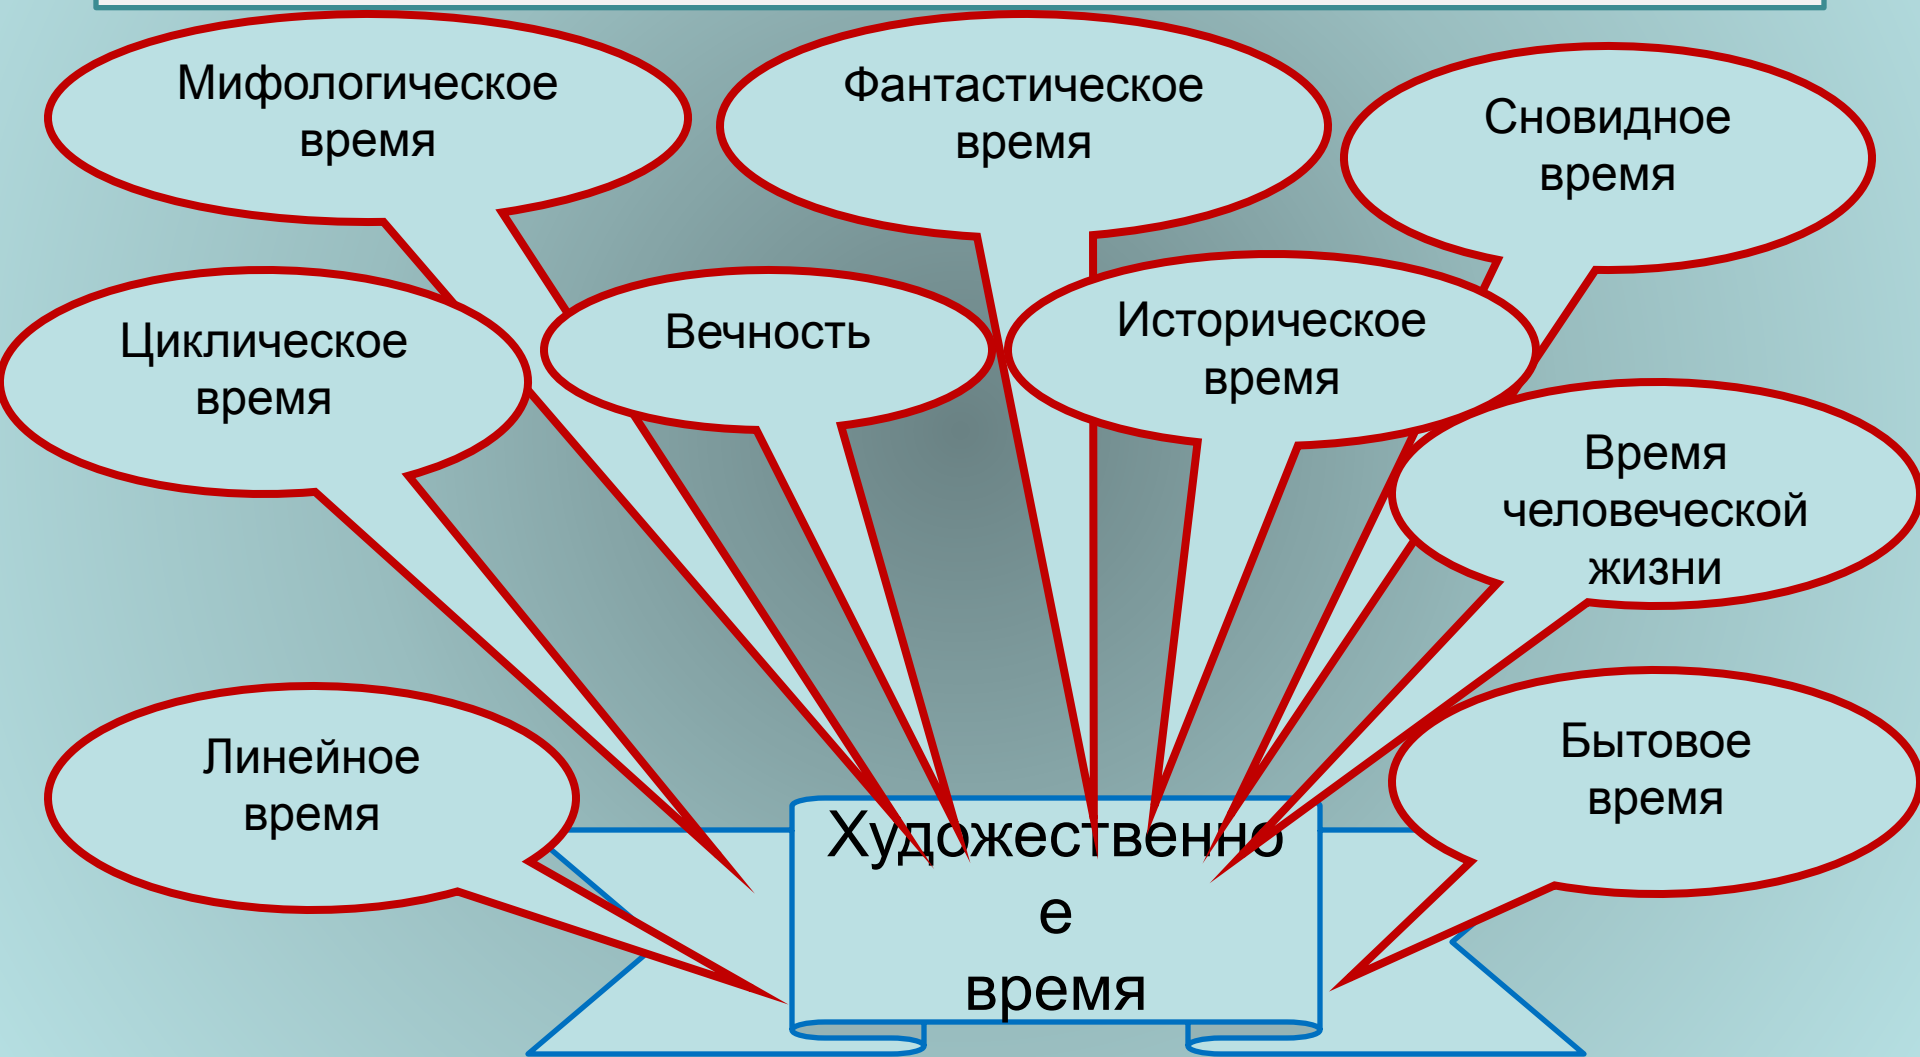 Мифологическое
время
Фантастическое
время
Сновидное
время
Циклическое
время
Вечность
Историческое
время
Время
человеческой
жизни
Линейное
время
Бытовое
время
Художественно
е
время